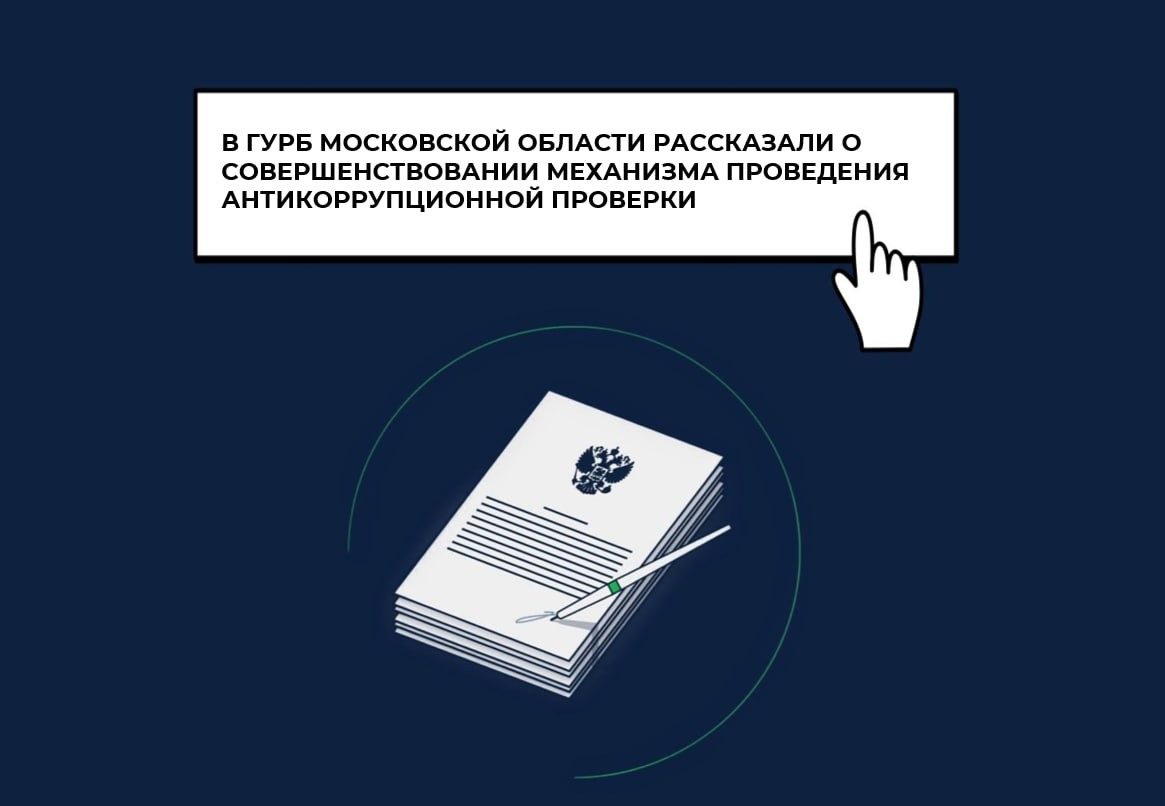 В ГУРБ МОСКОВСКОЙ ОБЛАСТИ РАССКАЗАЛИ О
СОВЕРШЕНСТВОВАНИИ МЕХАНИЗМА ПРОВЕДЕНИЯ
АНТИКОРРУПЦИОННОЙ ПРОВЕРКИ